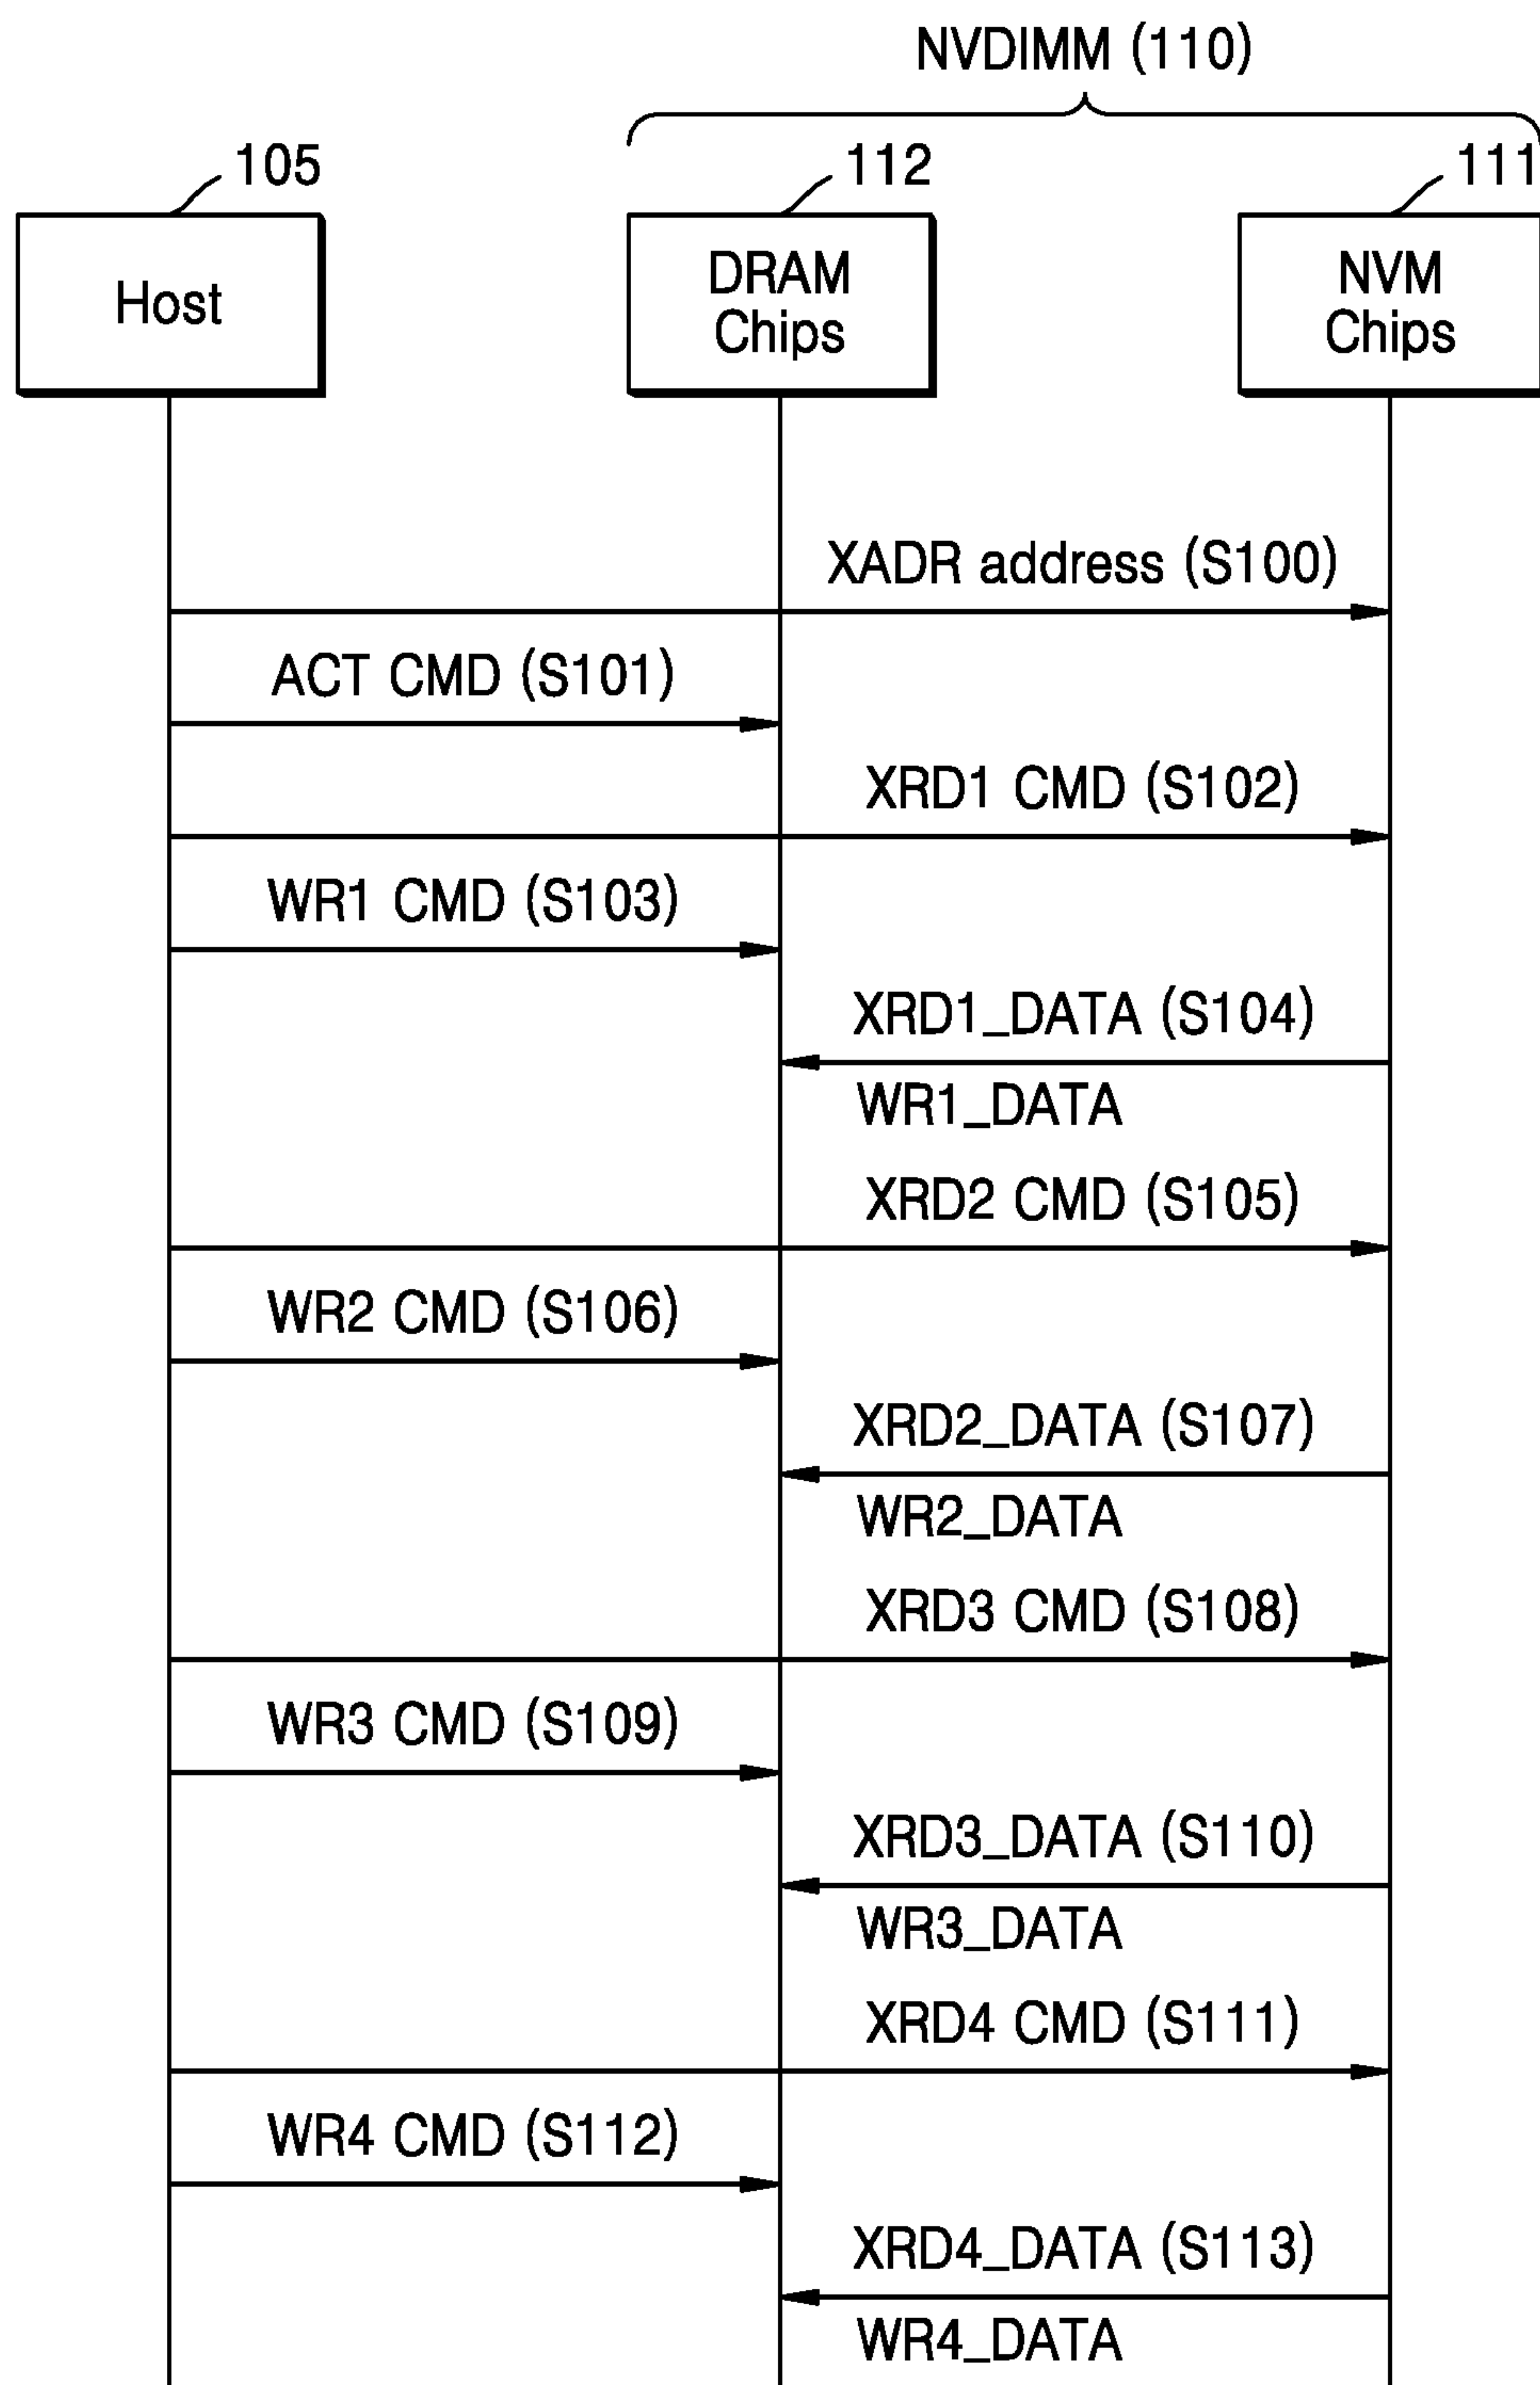 NVDIMM (110)
105
112
111
Host
DRAM
Chips
NVM
Chips
XADR address (S100)
ACT CMD (S101)
XRD1 CMD (S102)
WR1 CMD (S103)
XRD1_DATA (S104)
WR1_DATA
XRD2 CMD (S105)
WR2 CMD (S106)
XRD2_DATA (S107)
WR2_DATA
XRD3 CMD (S108)
WR3 CMD (S109)
XRD3_DATA (S110)
WR3_DATA
XRD4 CMD (S111)
WR4 CMD (S112)
XRD4_DATA (S113)
WR4_DATA